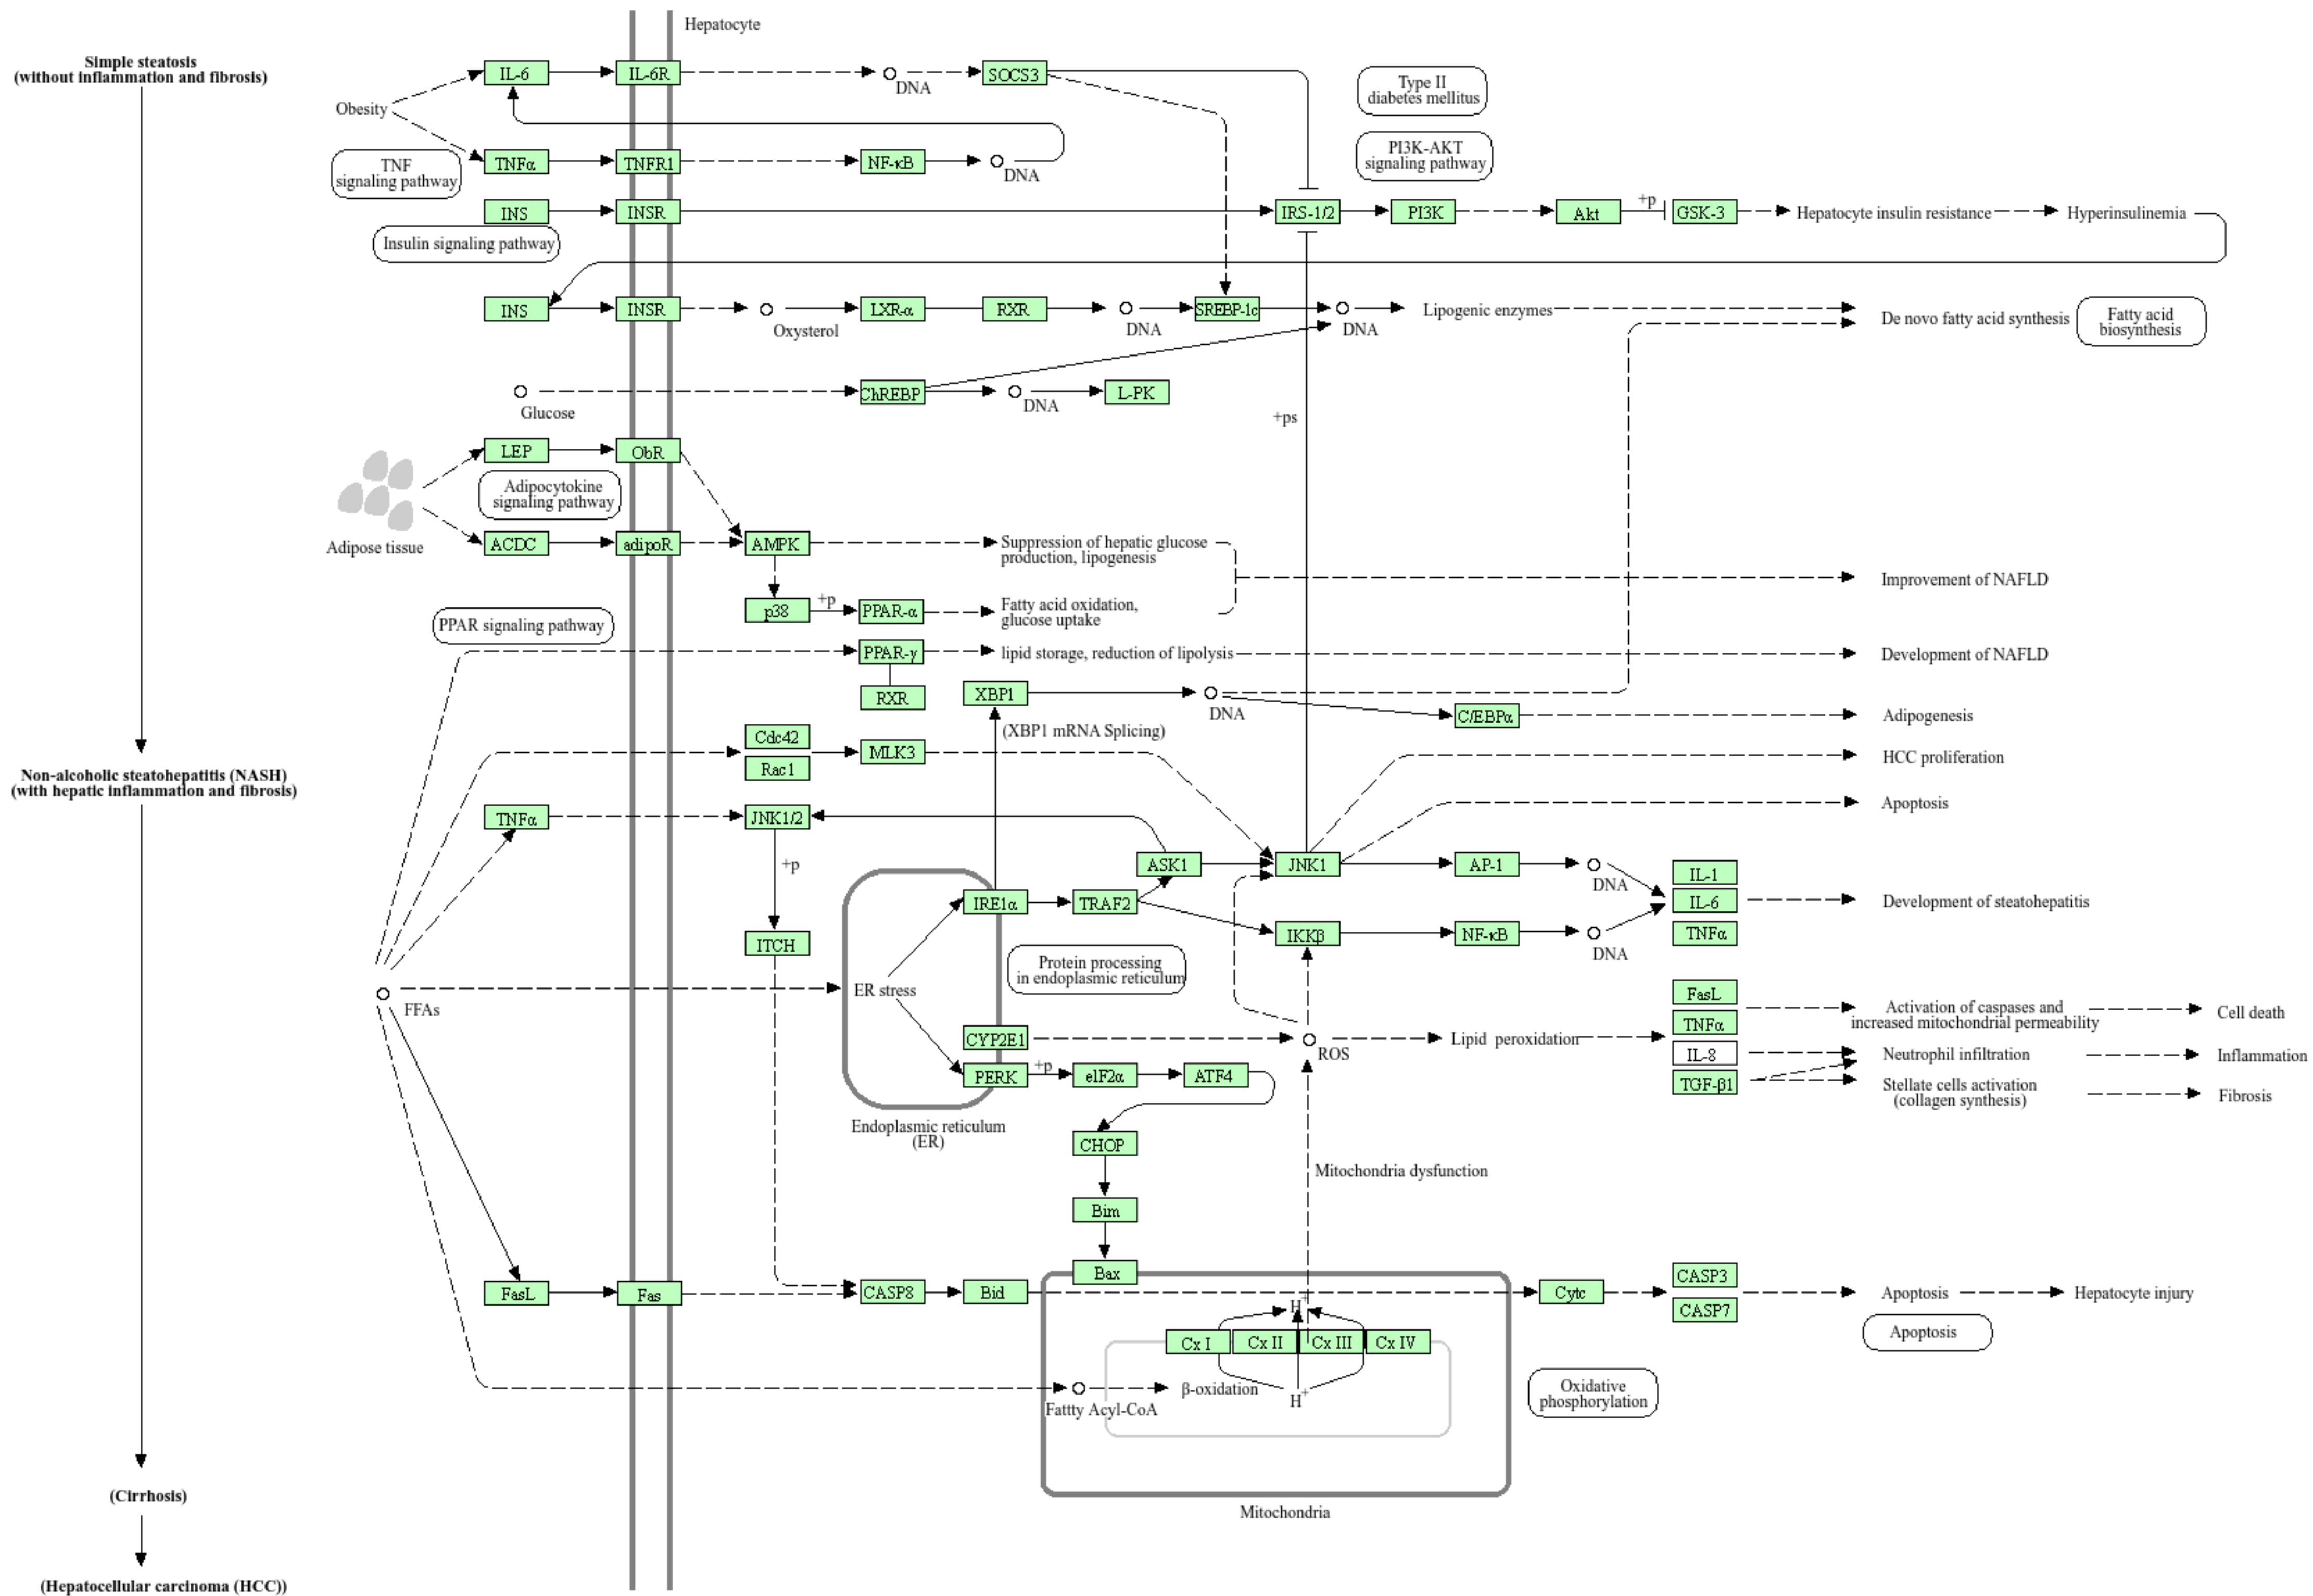 Hepatocyte
Simple steatosis
(without inflammation and fibrosis)
Non-alcoholic steatohepatitis (NASH)
(with hepatic inflammation and fibrosis)
(Cirrhosis)
(Hepatocellular carcinoma (HCC))
Obesity
IL-6
IL-6R
DNA
SOCS3
Type II
diabetes mellitus
TNF
signaling pathway
TNFα
TNFR1
NF-κB
DNA
PI3K-AKT
signaling pathway
INS
INSR
IRS-1/2
PI3K
Akt
+p
GSK-3
Hepatocyte insulin resistance
Hyperinsulinemia
Insulin signaling pathway
INS
INSR
Oxysterol
LXR-α
RXR
DNA
SREBP-1c
DNA
Lipogenic enzymes
De novo fatty acid synthesis
Fatty acid
biosynthesis
Glucose
ChREBP
DNA
L-PK
+ps
LEP
ObR
Adipocytokine
signaling pathway
Adipose tissue
ACDC
adipoR
AMPK
Suppression of hepatic glucose
production, lipogenesis
Improvement of NAFLD
p38
+p
PPAR-α
Fatty acid oxidation,
glucose uptake
PPAR signaling pathway
PPAR-γ
lipid storage, reduction of lipolysis
Development of NAFLD
RXR
XBP1
DNA
(XBP1 mRNA Splicing)
C/EBPα
Adipogenesis
Cdc42
Rac1
MLK3
HCC proliferation
Apoptosis
TNFα
JNK1/2
+p
ITCH
ASK1
JNK1
AP-1
DNA
IL-1
IL-6
TNFα
Development of steatohepatitis
IRE1α
TRAF2
IKKβ
NF-κB
DNA
Protein processing
in endoplasmic reticulum
FFAs
ER stress
FasL
TNFα
IL-8
TGF-β1
Activation of caspases and
increased mitochondrial permeability
Cell death
Neutrophil infiltration
Inflammation
Stellate cells activation
(collagen synthesis)
Fibrosis
CYP2E1
ROS
Lipid peroxidation
PERK
+p
eIF2α
ATF4
Endoplasmic reticulum
(ER)
CHOP
Mitochondria dysfunction
Bim
Bax
FasL
Fas
CASP8
Bid
Cytc
CASP3
CASP7
Apoptosis
Hepatocyte injury
Apoptosis
H+
Cx I
Cx II
Cx III
Cx IV
β-oxidation
H+
Fattty Acyl-CoA
Oxidative
phosphorylation
Mitochondria